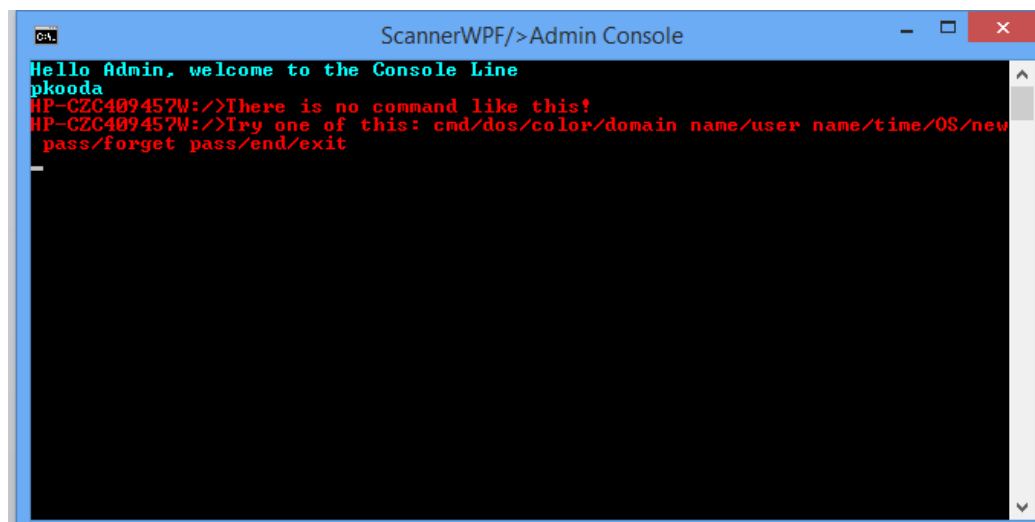 ScannerWPF/>Admin Console
Hello Admin, welcome to the Console Line
pkooda
HP-CZC409457W:/>There is no command like this!
HP-CZC409457W:/>Try one of this: cmd/dos/color/domain name/user name/time/OS/new
pass/forget pass/end/exit